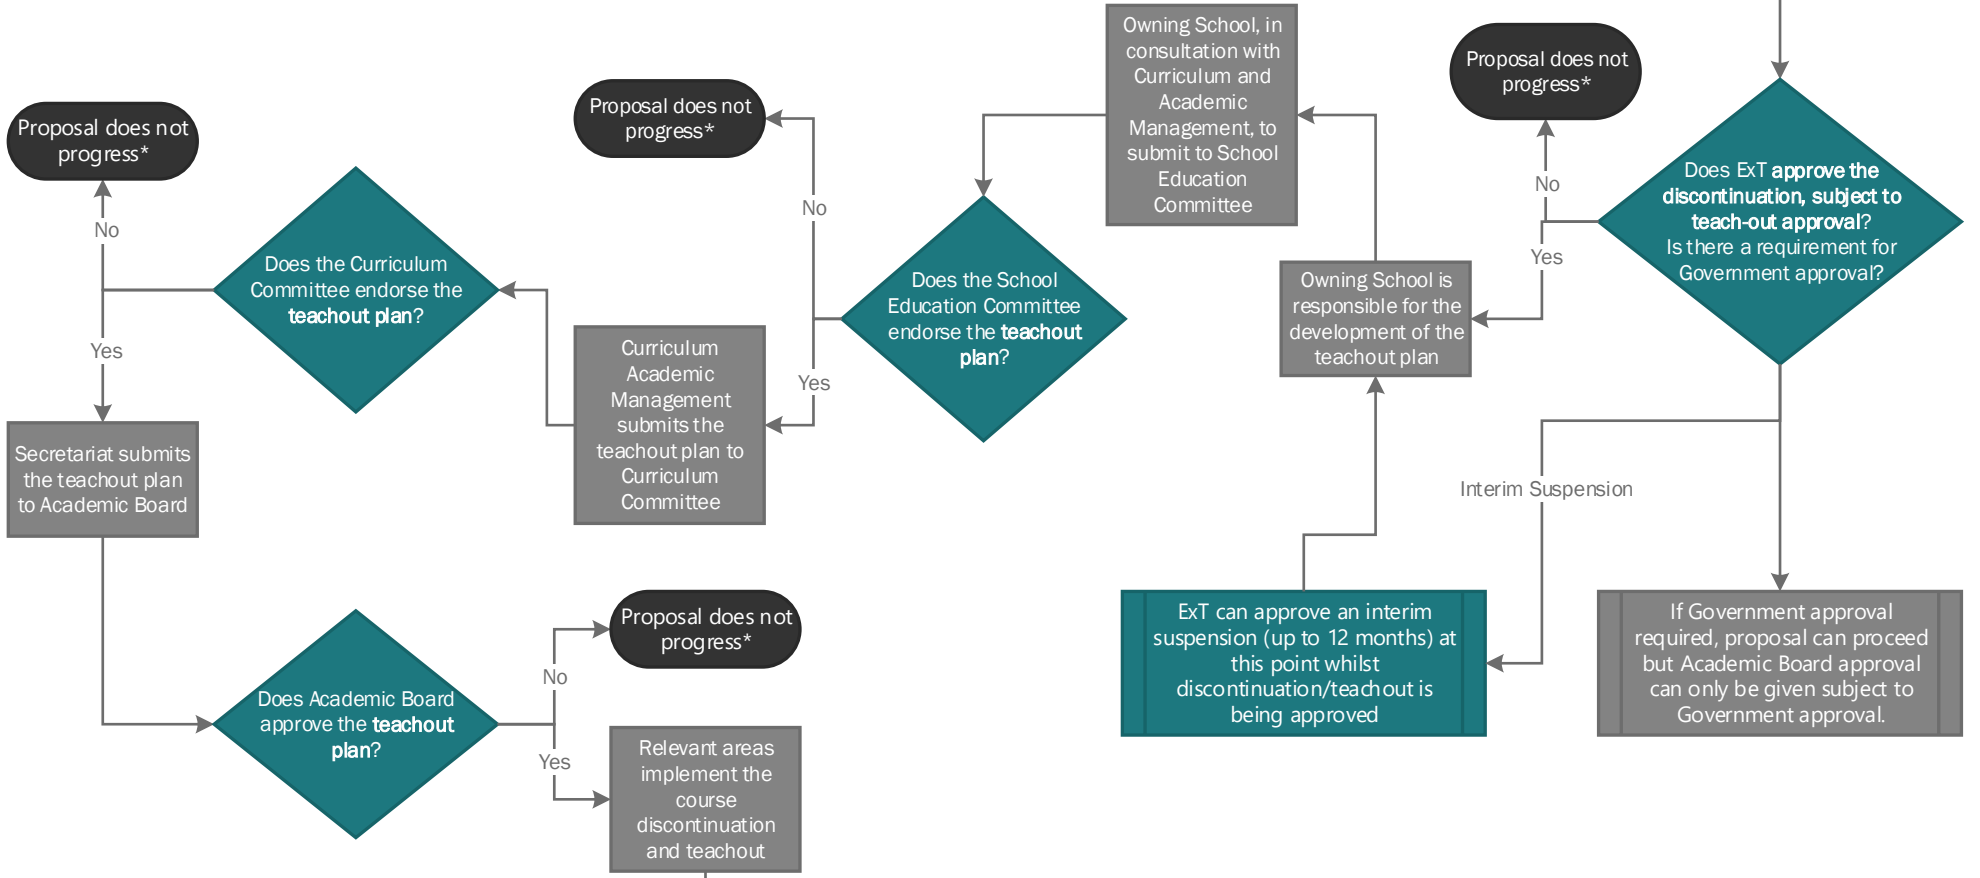 Proposal does not
progress*
Does ExT approve the
discontinuation, subject to
teach-out approval?
Is there a requirement for
Government approval?
No
Yes
Owning School is
responsible for the
development of the
teachout plan
Owning School, in
consultation with
Curriculum and
Academic
Management, to
submit to School
Education
Committee
Interim Suspension
ExT can approve an interim
suspension (up to 12 months) at
this point whilst
discontinuation/teachout is
being approved
If Government approval
required, proposal can proceed
but Academic Board approval
can only be given subject to
Government approval.
Does the School
Education Committee
endorse the teachout
plan?
No
Proposal does not
progress*
Yes
Curriculum
Academic
Management
submits the
teachout plan to
Curriculum
Committee
Does the Curriculum
Committee endorse the
teachout plan?
No
Proposal does not
progress*
Yes
Secretariat submits
the teachout plan
to Academic Board
Does Academic Board
approve the teachout
plan?
No
Proposal does not
progress*
Yes
Relevant areas
implement the
course
discontinuation
and teachout